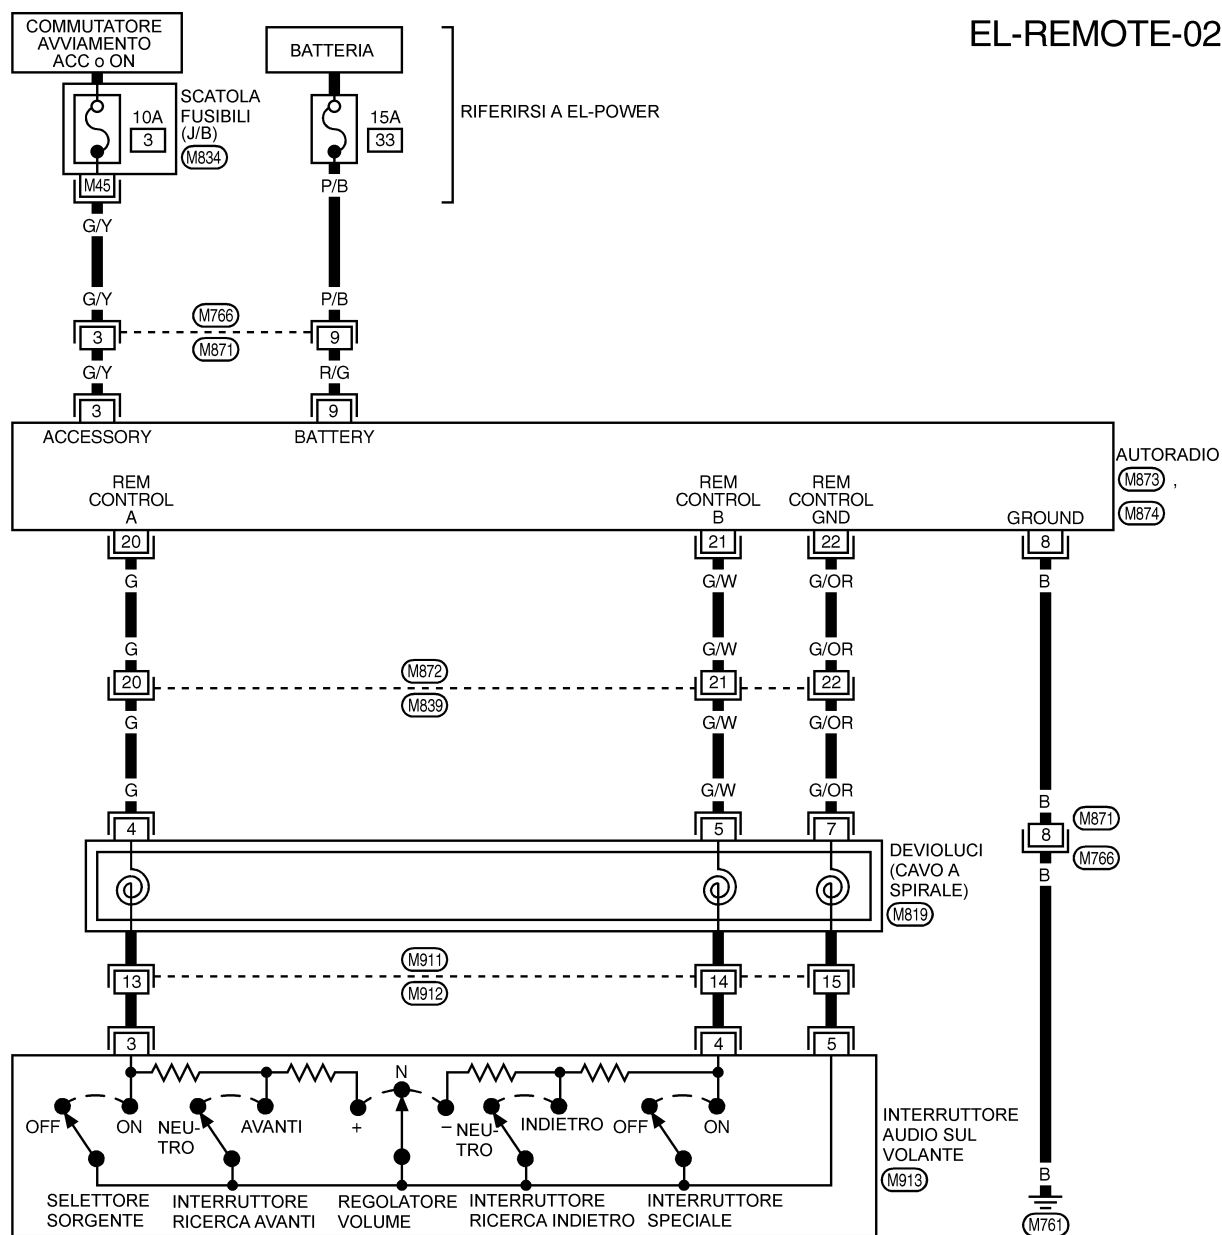 EL-REMOTE-02
COMMUTATORE
AVVIAMENTO
ACC o ON
BATTERIA
SCATOLA
FUSIBILI
(J/B)
M834
10A
3
15A
33
RIFERIRSI A EL-POWER
M45
P/B
G/Y
G/Y
P/B
M766
3
9
M871
G/Y
R/G
3
9
ACCESSORY
BATTERY
AUTORADIO
M873 ,
M874
REM
CONTROL
A
REM
CONTROL
B
REM
CONTROL
GND
GROUND
20
21
22
8
G
G/W
G/OR
B
G
G/W
G/OR
M872
20
21
22
M839
G
G/W
G/OR
G
G/W
G/OR
B
M871
4
5
7
8
M766
B
DEVIOLUCI
(CAVO A
SPIRALE)
M819
M911
13
14
15
M912
3
4
5
N
OFF
ON
NEU-
TRO
AVANTI
+
–
NEU-
TRO
INDIETRO
OFF
ON
INTERRUTTORE
AUDIO SUL
VOLANTE
M913
B
SELETTORE
SORGENTE
INTERRUTTORE
RICERCA AVANTI
REGOLATORE
VOLUME
INTERRUTTORE
RICERCA INDIETRO
INTERRUTTORE
SPECIALE
M761